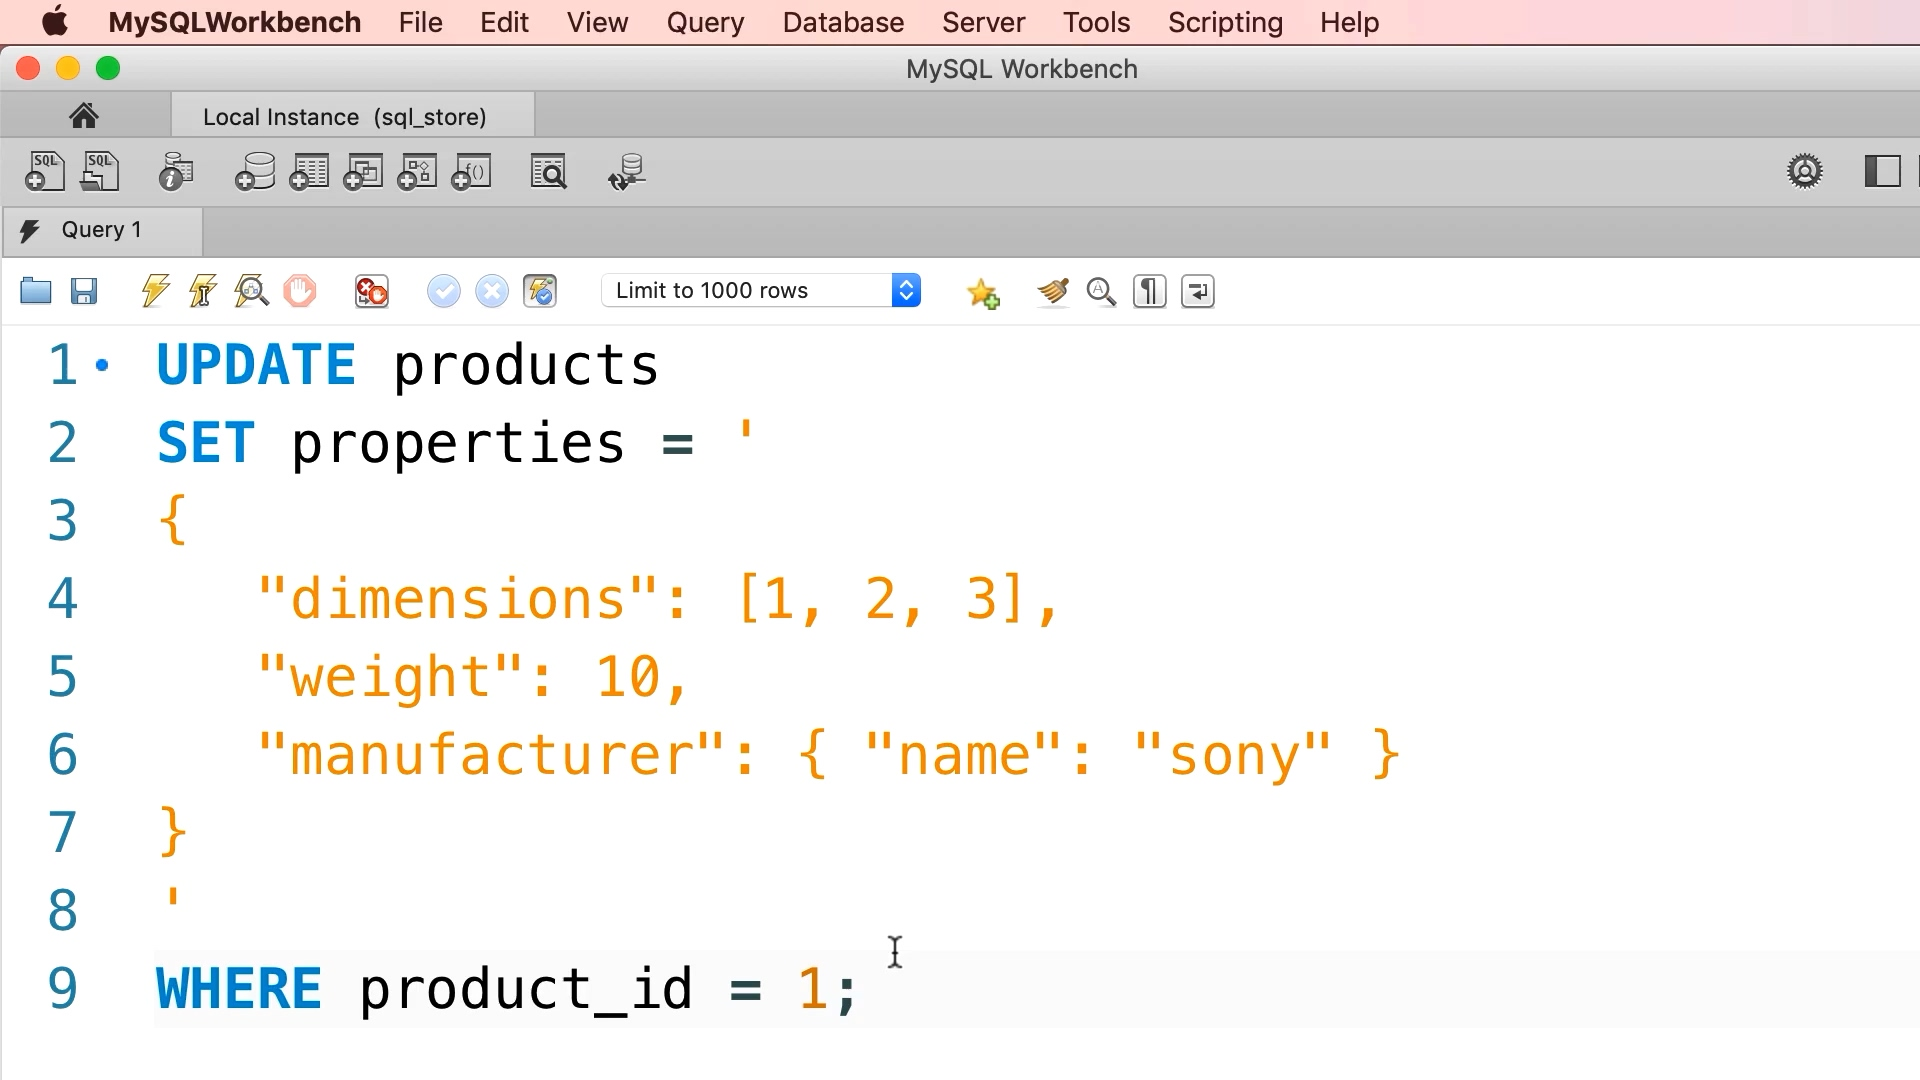 MySQLWorkbench File Edit View Query Database Server Tools Scripting Help
MySQL Workbench
Local Instance (sql_store)
SQL SQL
Query 1
Limit to 1000 rows
1 UPDATE products
2 SET properties = '
3 {
4 "dimensions": [1, 2, 3],
5 "weight": 10,
6 "manufacturer": { "name": "sony" }
7 }
8 '
9 WHERE product_id = 1;